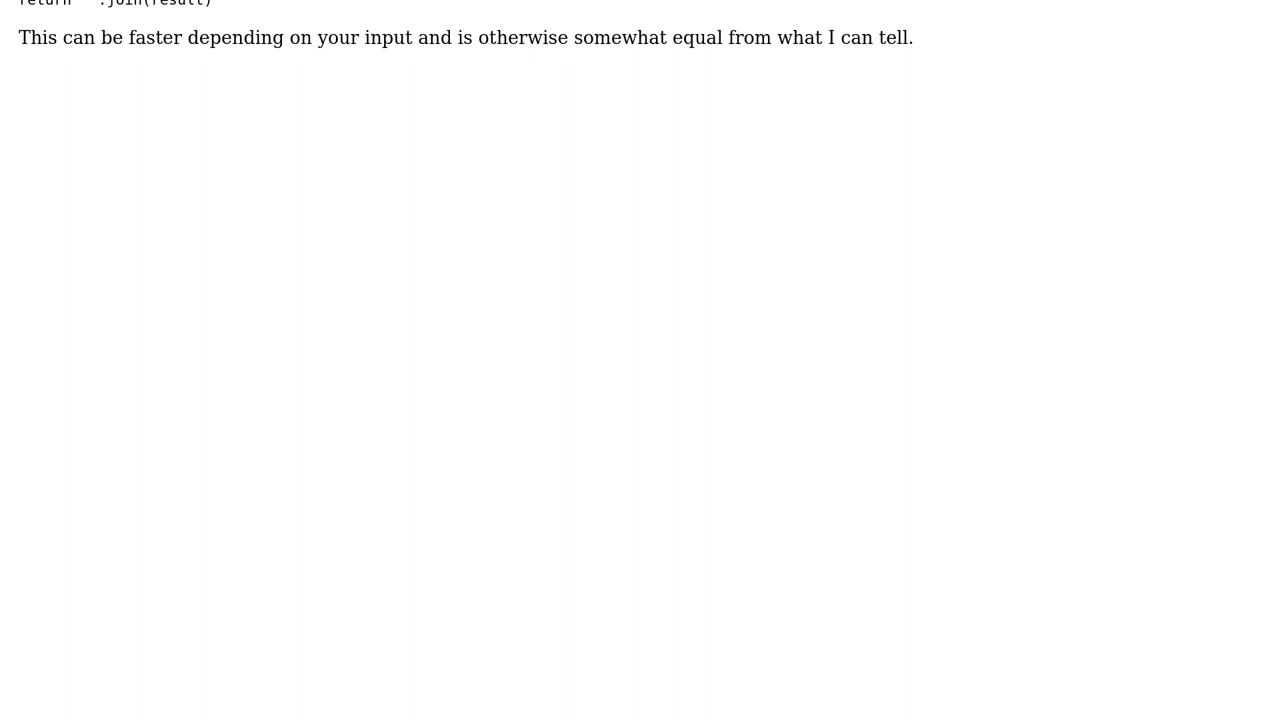 return .join(result)
This can be faster depending on your input and is otherwise somewhat equal from what I can tell.